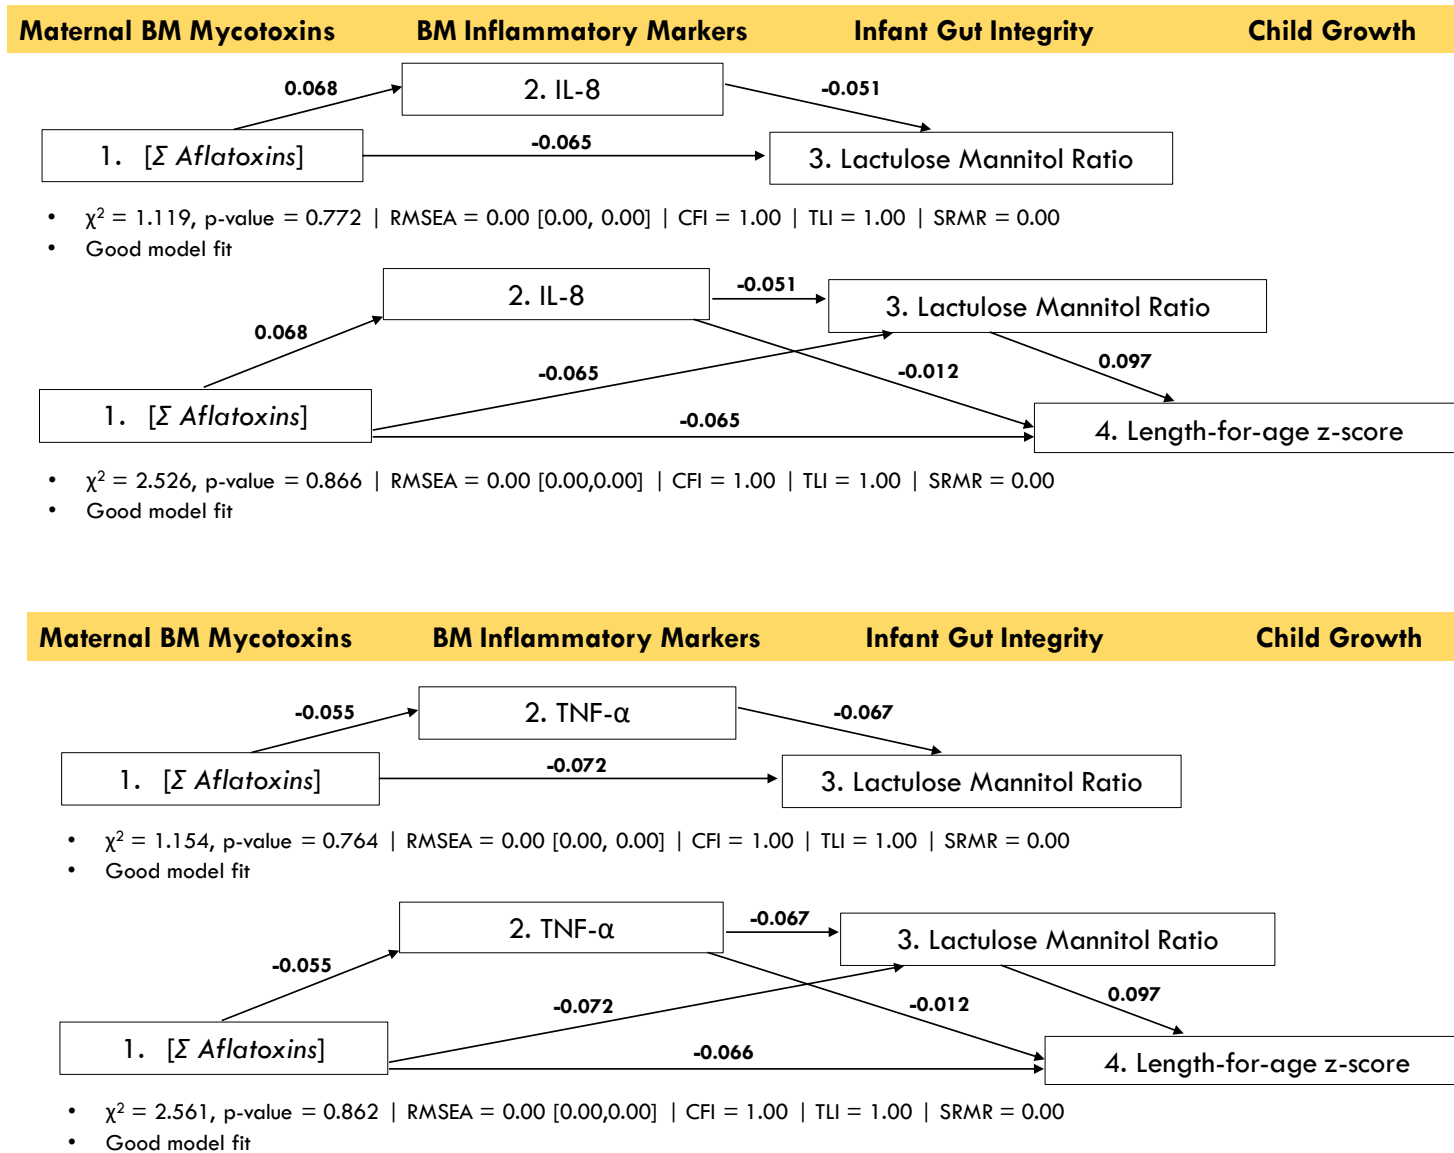 Maternal BM Mycotoxins BM Inflammatory Markers Infant Gut Integrity Child Growth
0.068
2. IL-8
-0.051
1. [Σ Aflatoxins]
-0.065
3. Lactulose Mannitol Ratio
• χ² = 1.119, p-value = 0.772 | RMSEA = 0.00 [0.00, 0.00] | CFI = 1.00 | TLI = 1.00 | SRMR = 0.00
• Good model fit
2. IL-8
-0.051
3. Lactulose Mannitol Ratio
0.068
-0.065
-0.012
0.097
1. [Σ Aflatoxins]
-0.065
4. Length-for-age z-score
• χ² = 2.526, p-value = 0.866 | RMSEA = 0.00 [0.00,0.00] | CFI = 1.00 | TLI = 1.00 | SRMR = 0.00
• Good model fit
Maternal BM Mycotoxins BM Inflammatory Markers Infant Gut Integrity Child Growth
-0.055
2. TNF-α
-0.067
1. [Σ Aflatoxins]
-0.072
3. Lactulose Mannitol Ratio
• χ² = 1.154, p-value = 0.764 | RMSEA = 0.00 [0.00, 0.00] | CFI = 1.00 | TLI = 1.00 | SRMR = 0.00
• Good model fit
2. TNF-α
-0.067
3. Lactulose Mannitol Ratio
-0.055
-0.072
-0.012
0.097
1. [Σ Aflatoxins]
-0.066
4. Length-for-age z-score
• χ² = 2.561, p-value = 0.862 | RMSEA = 0.00 [0.00,0.00] | CFI = 1.00 | TLI = 1.00 | SRMR = 0.00
• Good model fit